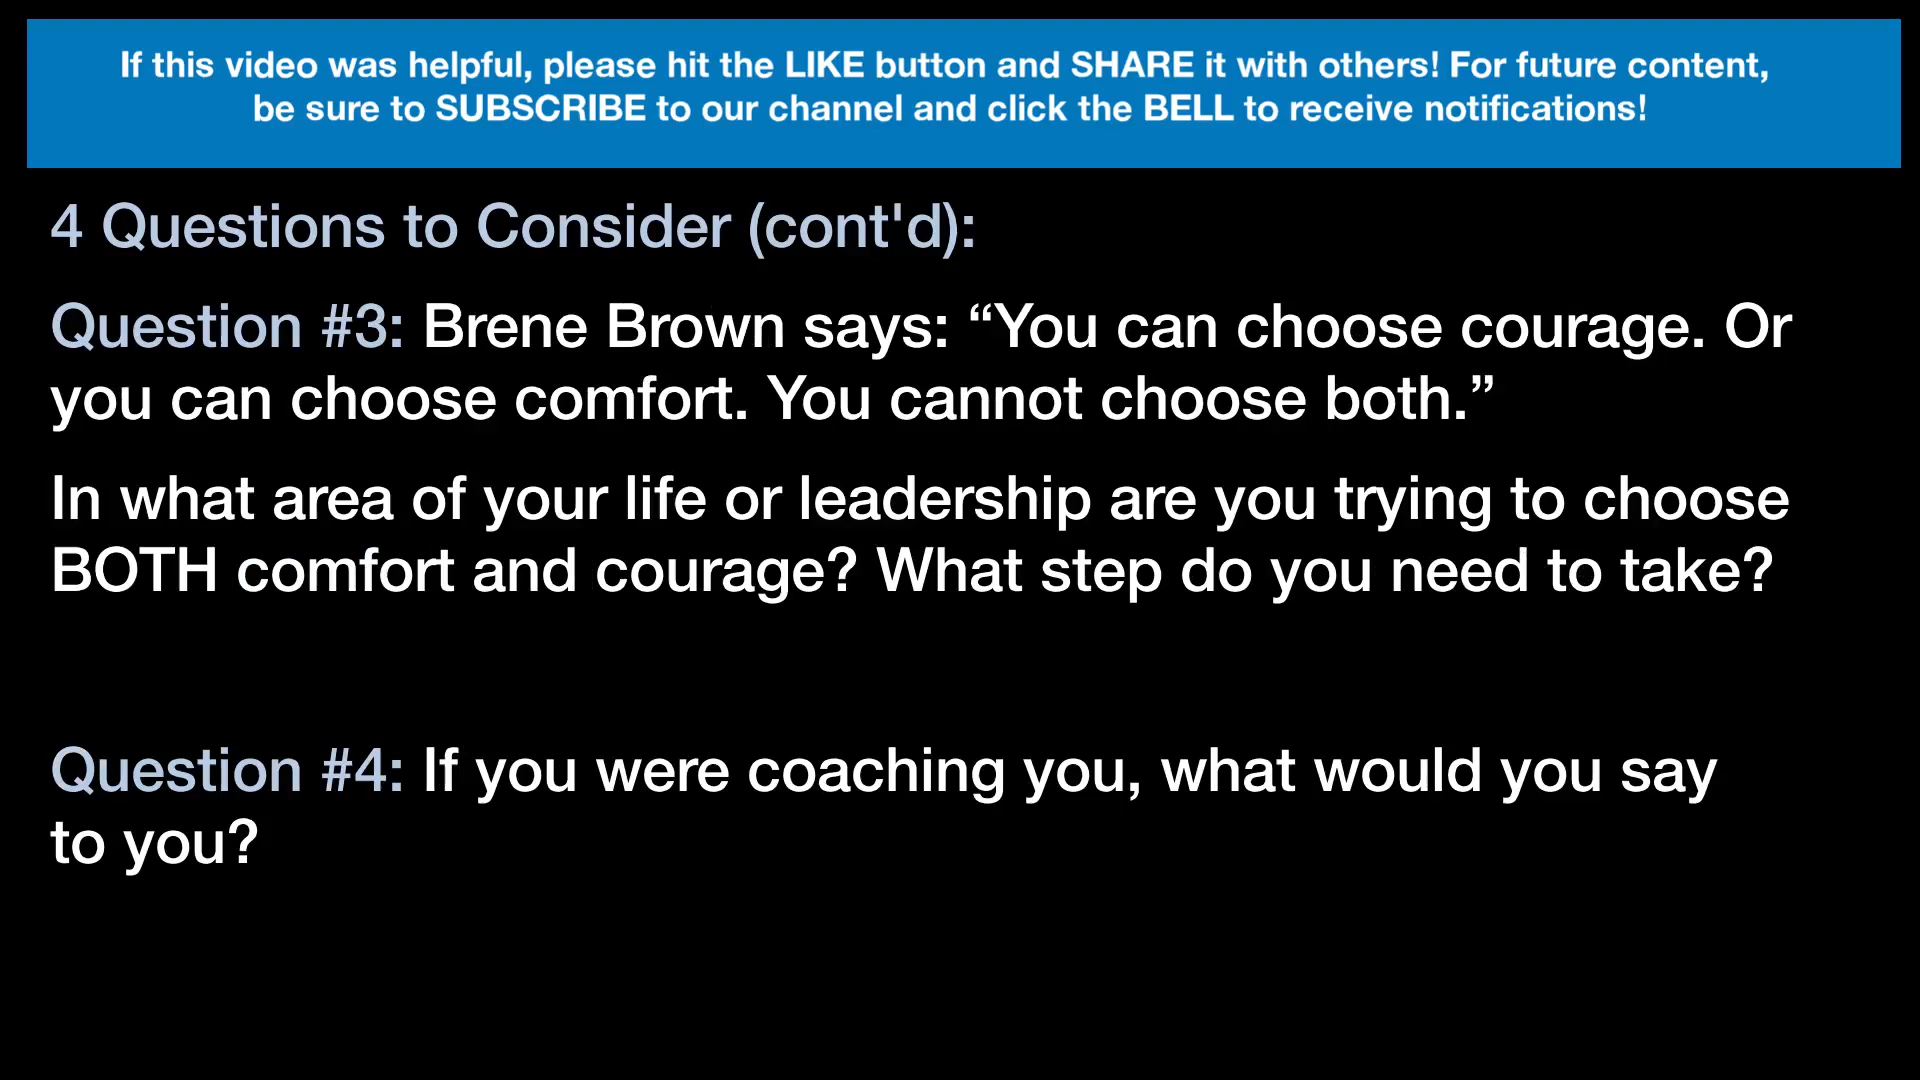 If this video was helpful, please hit the LIKE button and SHARE it with others! For future content,
be sure to SUBSCRIBE to our channel and click the BELL to receive notifications!
4 Questions to Consider (cont'd):
Question #3: Brene Brown says: “You can choose courage. Or
you can choose comfort. You cannot choose both.”
In what area of your life or leadership are you trying to choose
BOTH comfort and courage? What step do you need to take?
Question #4: If you were coaching you, what would you say
to you?